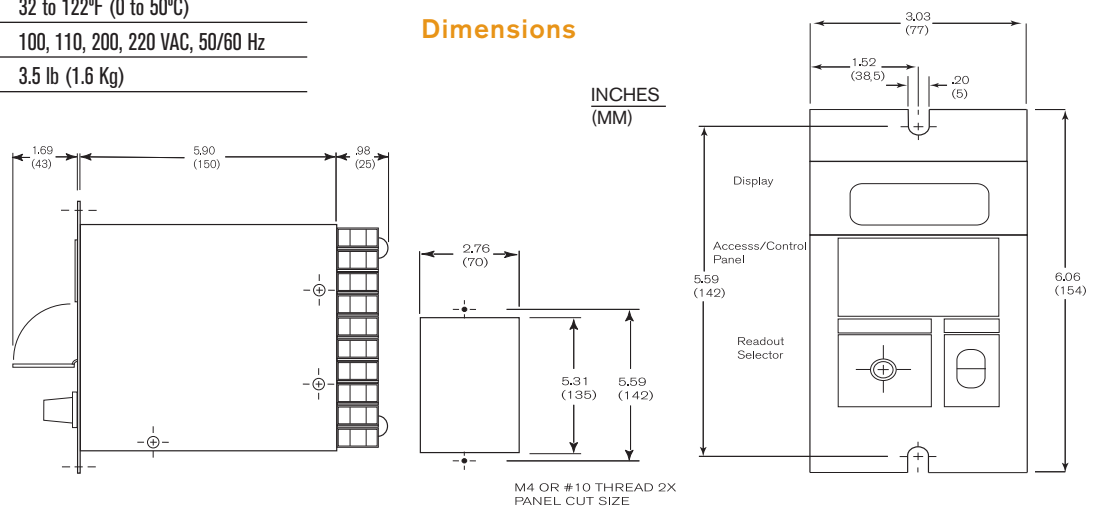 32 to 122ºF (0 to 50ºC)
100, 110, 200, 220 VAC, 50/60 Hz
3.5 lb (1.6 Kg)
Dimensions
INCHES
(MM)
1.69
(43)
5.90
(150)
.98
(25)
2.76
(70)
5.31
(135)
5.59
(142)
M4 OR #10 THREAD 2X
PANEL CUT SIZE
3.03
(77)
1.52
(38,5)
.20
(5)
Display
Accesss/Control
Panel
5.59
(142)
Readout
Selector
6.06
(154)